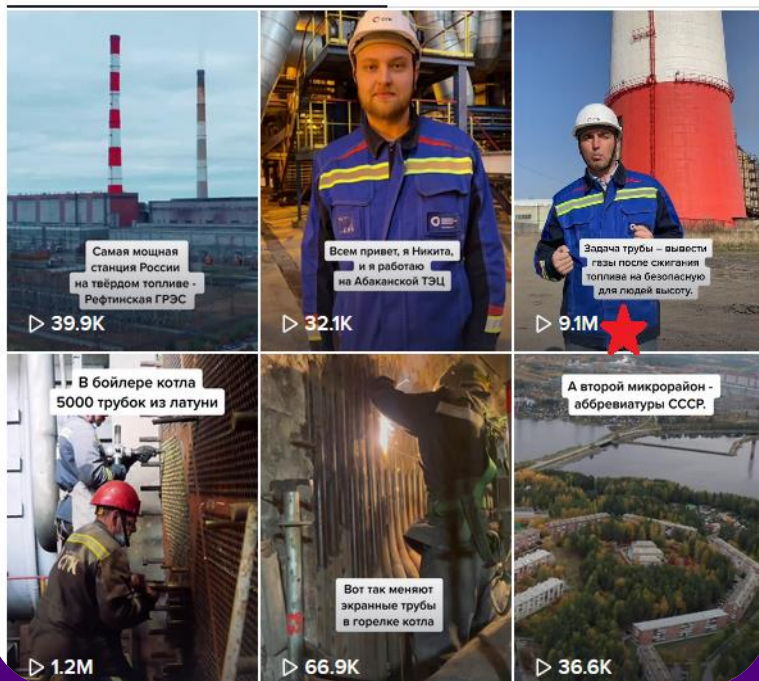 СГК
Самая мощная
станция России
на твёрдом топливе -
Рефтинская ГРЭС
39.9K
Всем привет, я Никита,
и я работаю
на Абаканской ТЭЦ
32.1K
Задача трубы – вывести
газы после сжигания
топлива на безопасную
для людей высоту.
9.1M
В бойлере котла
5000 трубок из латуни
СГК
1.2M
Вот так меняют
экранные трубы
в горелке котла
66.9K
А второй микрорайон -
аббревиатуры СССР.
36.6K